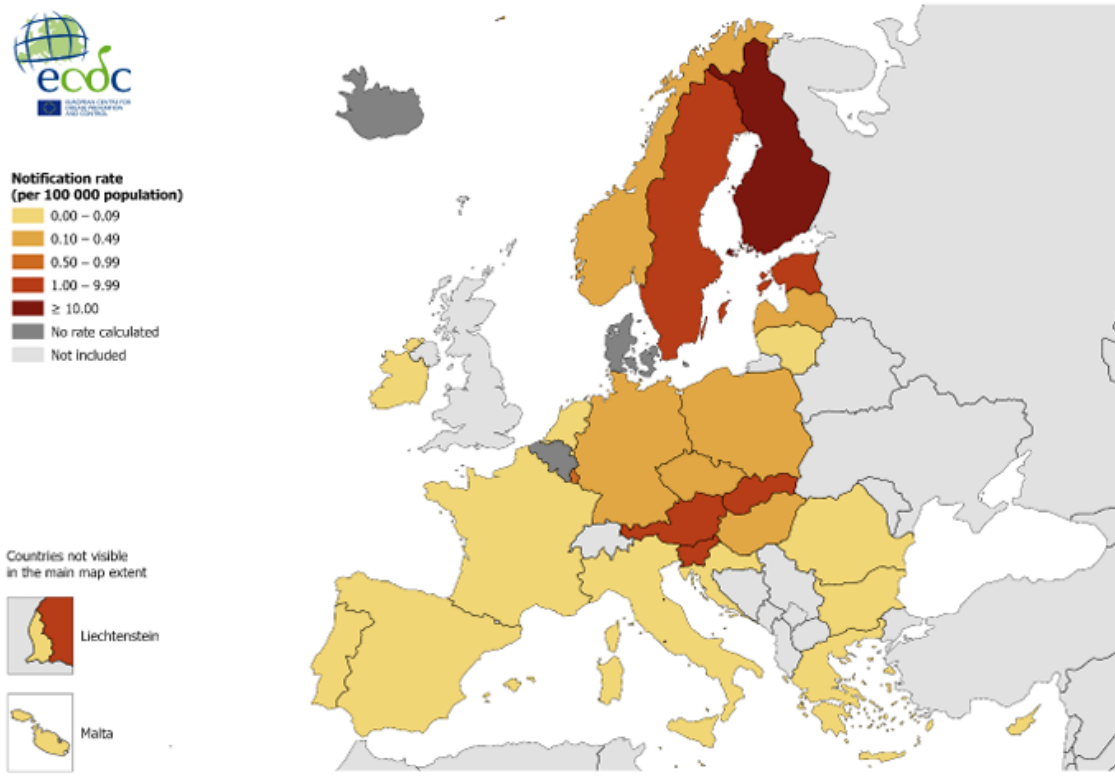 ecdc
EUROPEAN CENTRE FOR
DISEASE PREVENTION
AND CONTROL
Notification rate
(per 100 000 population)
0.00 – 0.09
0.10 – 0.49
0.50 – 0.99
1.00 – 9.99
≥ 10.00
No rate calculated
Not included
Countries not visible
in the main map extent
Liechtenstein
Malta